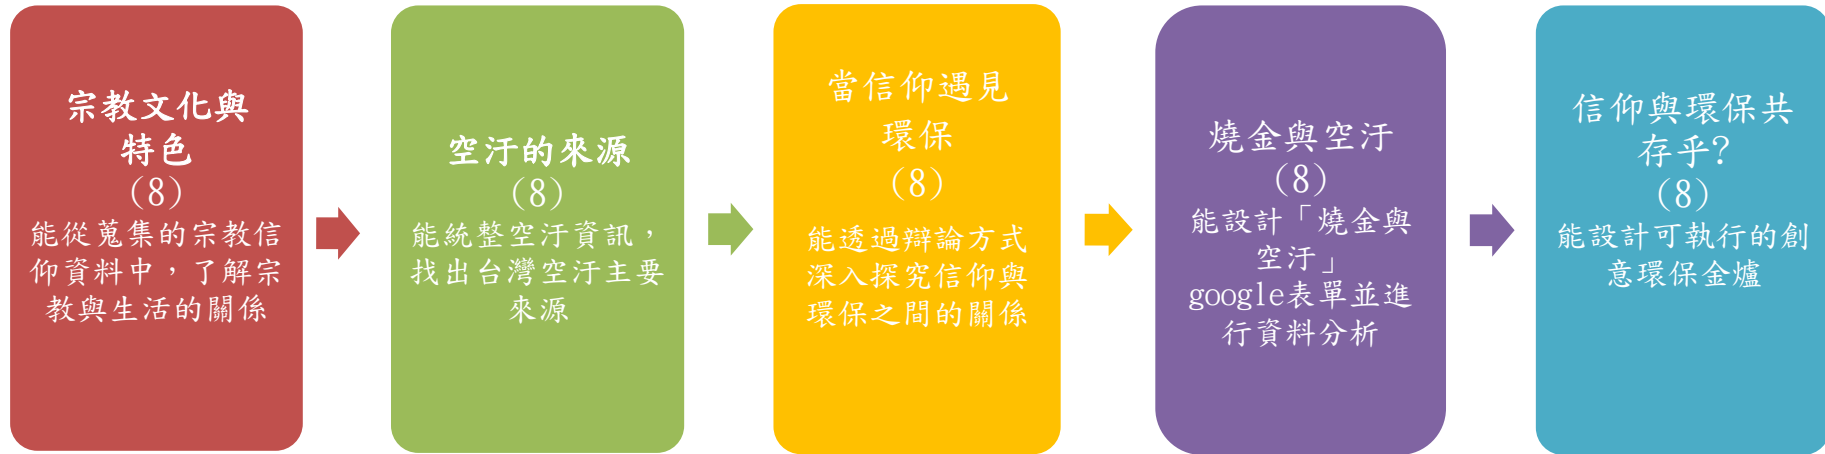 宗教文化與
特色
(8)
能從蒐集的宗教信
仰資料中，了解宗
教與生活的關係
空汙的來源
(8)
能統整空汙資訊，
找出台灣空汙主要
來源
當信仰遇見
環保
(8)
能透過辯論方式
深入探究信仰與
環保之間的關係
燒金與空汙
(8)
能設計「燒金與
空汙」
google表單並進
行資料分析
信仰與環保共
存乎?
(8)
能設計可執行的創
意環保金爐